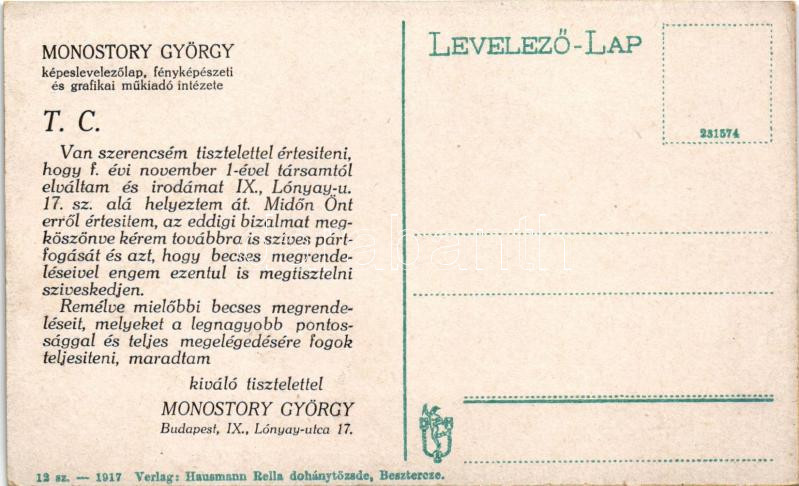 MONOSTORY GYÖRGY
képeslevelezőlap, fényképészeti
és grafikai műkiadó intézete
T. C.
Van szerencsém tisztelettel értesiteni,
hogy f. évi november 1-ével társamtól
elváltam és irodámat IX., Lónyay-u.
17. sz. alá helyeztem át. Midőn Önt
erről értesitem, az eddigi bizalmat meg-
köszönve kérem továbbra is szives párt-
fogását és azt, hogy becses megrende-
léseivel engem ezentul is megtisztelni
sziveskedjen.
Remélve mielőbbi becses megrende-
léseit, melyeket a legnagyobb pontos-
sággal és teljes megelégedésére fogok
teljesiteni, maradtam
kiváló tisztelettel
MONOSTORY GYÖRGY
Budapest, IX., Lónyay-utca 17.
12 sz. — 1917 Verlag: Hausmann Rella dohánytözsde, Besztercze.
LEVELEZŐ-LAP
231574